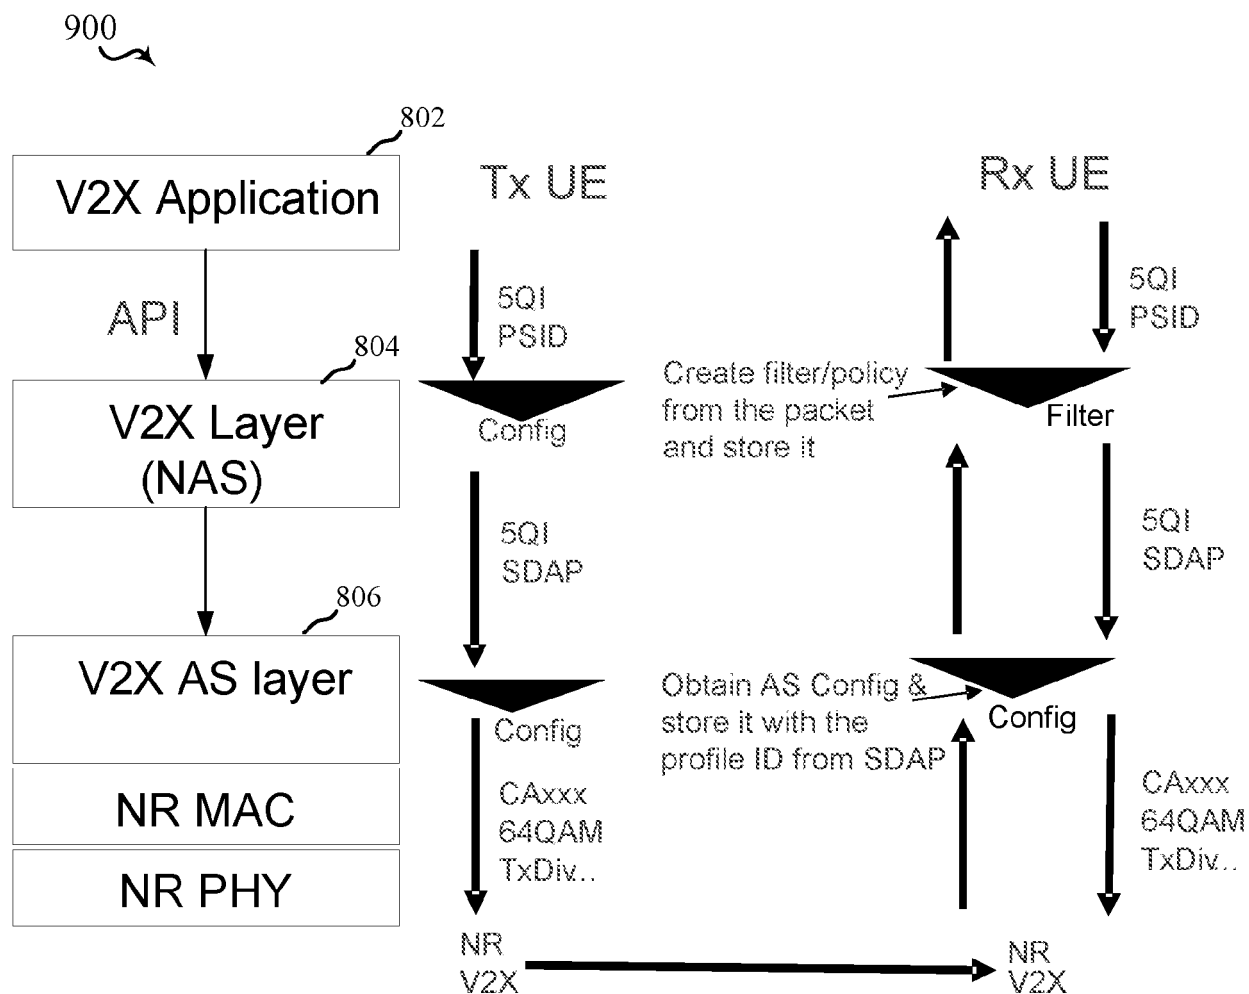 900
802
V2X Application
API
804
V2X Layer
(NAS)
806
V2X AS layer
NR MAC
NR PHY
Tx UE
5QI
PSID
Config
5QI
SDAP
Config
CAxxx
64QAM
TxDiv...
NR
V2X
Rx UE
5QI
PSID
Create filter/policy
from the packet
and store it
Filter
5QI
SDAP
Obtain AS Config &
store it with the
profile ID from SDAP
Config
CAxxx
64QAM
TxDiv...
NR
V2X